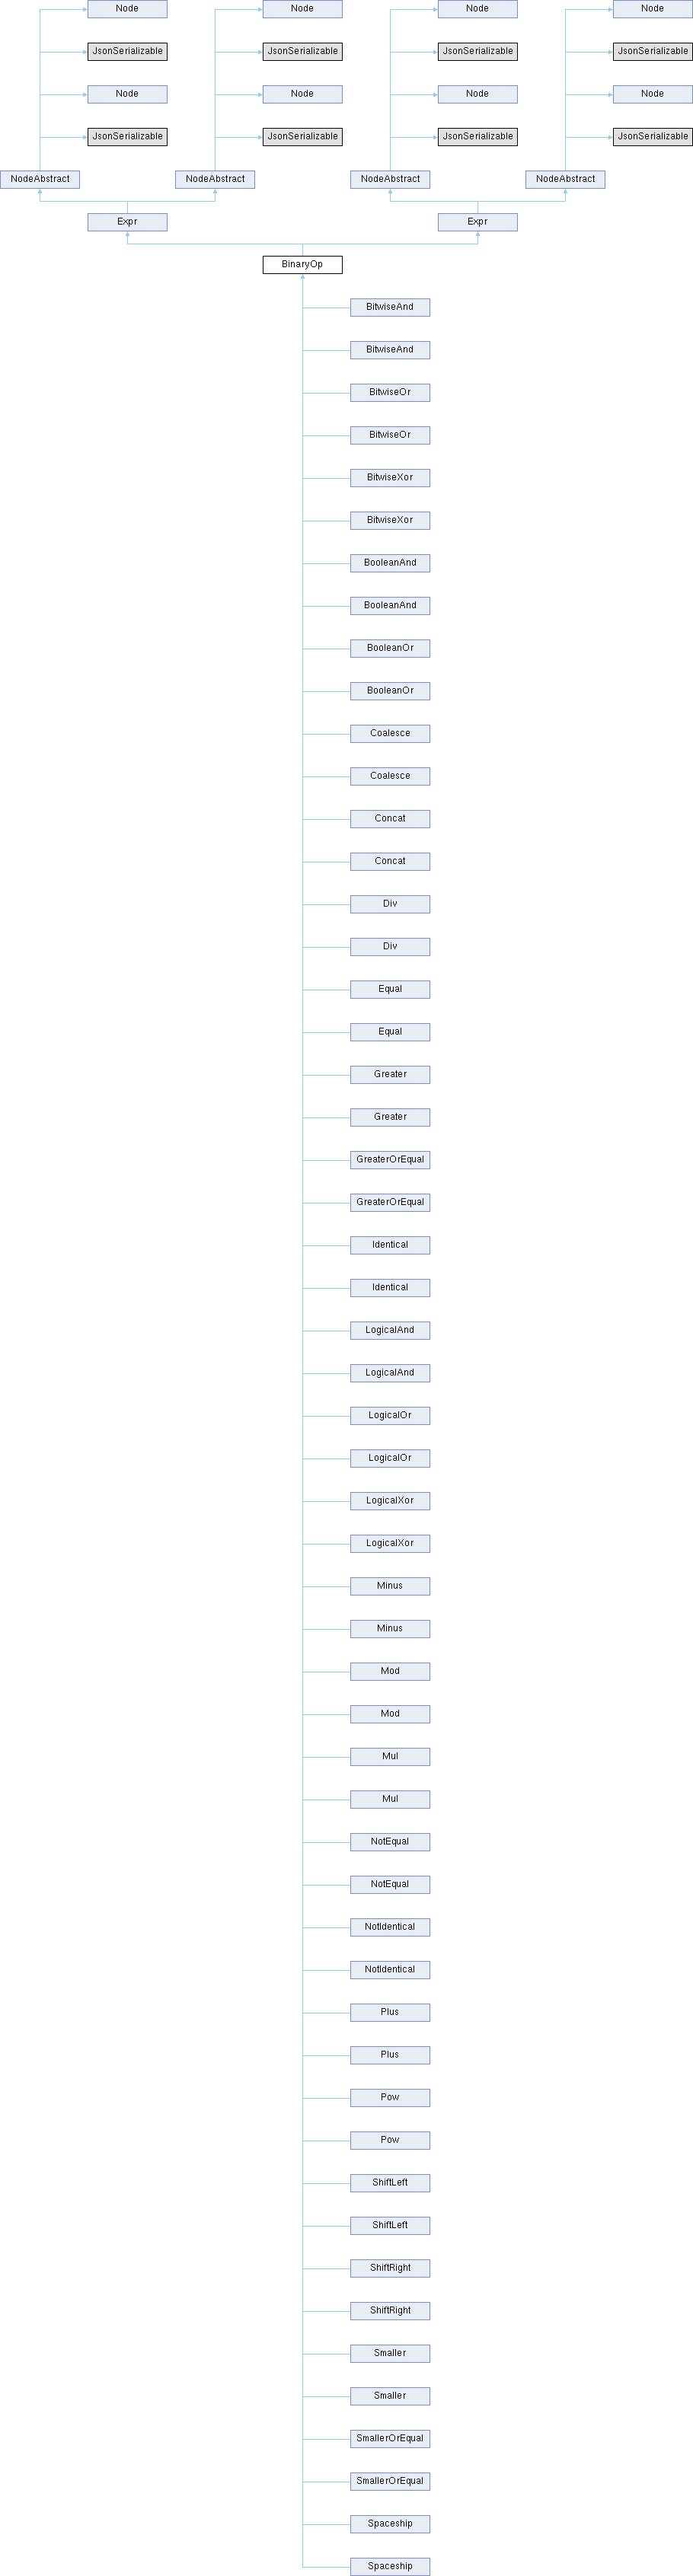 Node Node Node Node
JsonSerializable JsonSerializable JsonSerializable JsonSerializable
Node Node Node Node
JsonSerializable JsonSerializable JsonSerializable JsonSerializable
NodeAbstract NodeAbstract NodeAbstract NodeAbstract
Expr Expr
BinaryOp
BitwiseAnd
BitwiseAnd
BitwiseOr
BitwiseOr
BitwiseXor
BitwiseXor
BooleanAnd
BooleanAnd
BooleanOr
BooleanOr
Coalesce
Coalesce
Concat
Concat
Div
Div
Equal
Equal
Greater
Greater
GreaterOrEqual
GreaterOrEqual
Identical
Identical
LogicalAnd
LogicalAnd
LogicalOr
LogicalOr
LogicalXor
LogicalXor
Minus
Minus
Mod
Mod
Mul
Mul
NotEqual
NotEqual
NotIdentical
NotIdentical
Plus
Plus
Pow
Pow
ShiftLeft
ShiftLeft
ShiftRight
ShiftRight
Smaller
Smaller
SmallerOrEqual
SmallerOrEqual
Spaceship
Spaceship